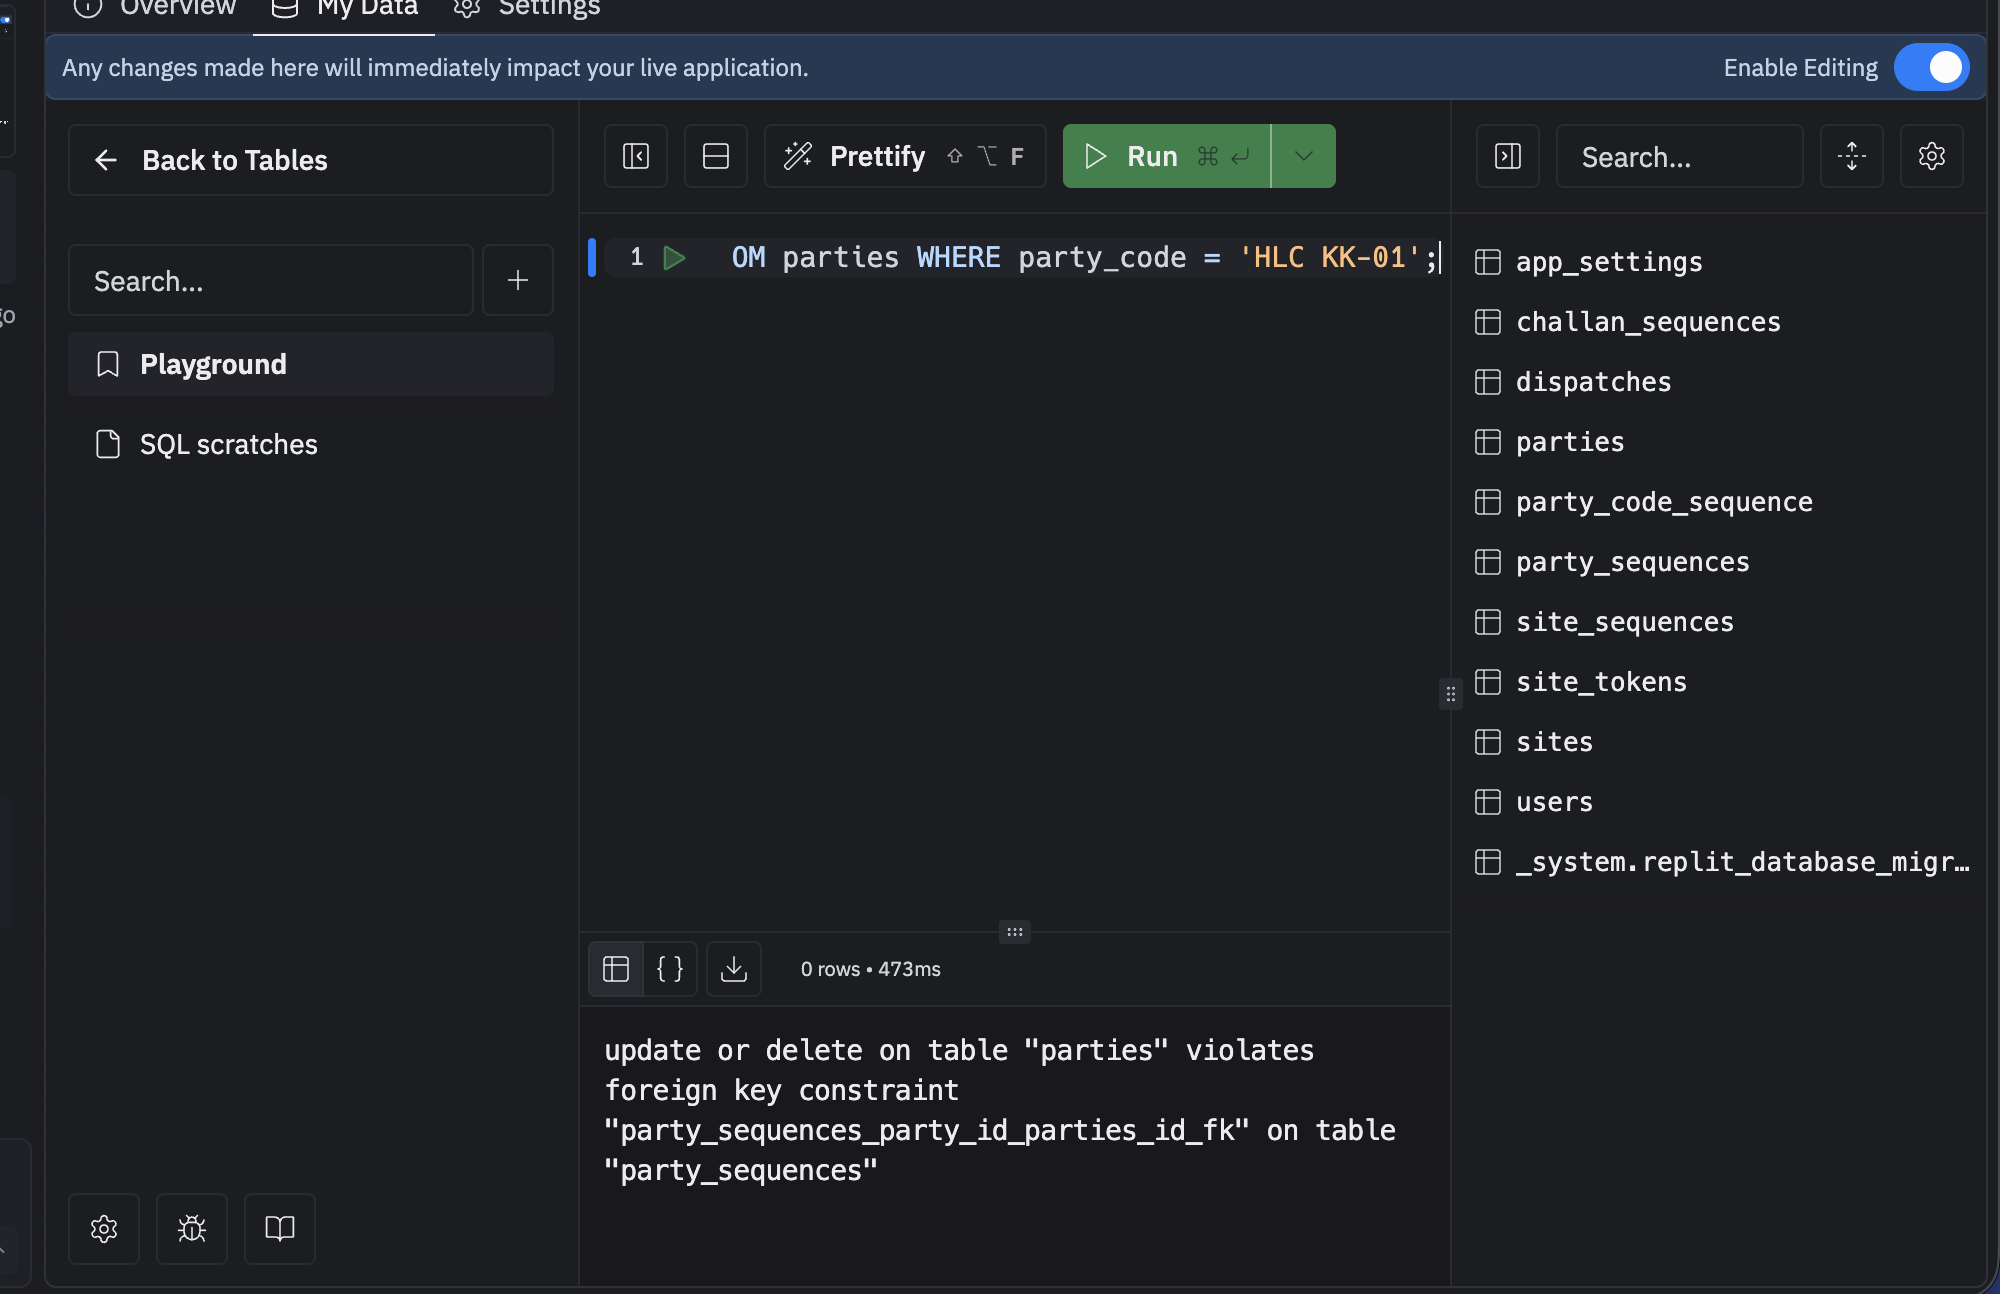 Overview
My Data
Settings
Any changes made here will immediately impact your live application.
Enable Editing
go
Back to Tables
Search...
Playground
SQL scratches
Prettify ⇧ ⌥ F
Run ⌘ ↵
1 OM parties WHERE party_code = 'HLC KK-01';
0 rows • 473ms
update or delete on table "parties" violates
foreign key constraint
"party_sequences_party_id_parties_id_fk" on table
"party_sequences"
Search...
app_settings
challan_sequences
dispatches
parties
party_code_sequence
party_sequences
site_sequences
site_tokens
sites
users
_system.replit_database_migr…